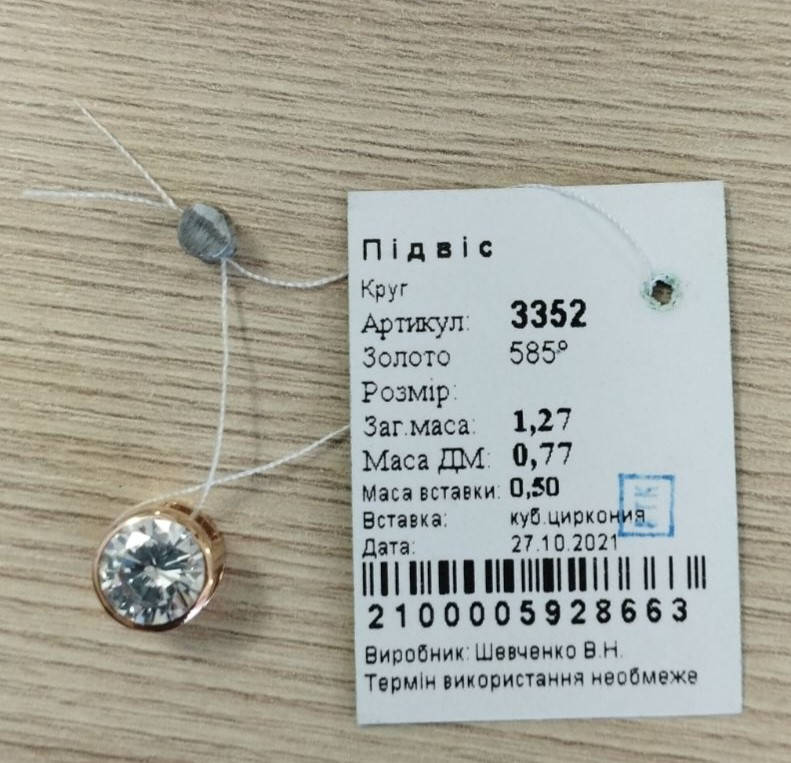 Підвіс
Круг
Артикул: 3352
Золото 585°
Розмір:
Заг.маса: 1,27
Маса ДМ: 0,77
Маса вставки: 0,50
Вставка: куб.циркония
Дата: 27.10.2021
2100005928663
Виробник: Шевченко В.Н.
Термін використання необмеже